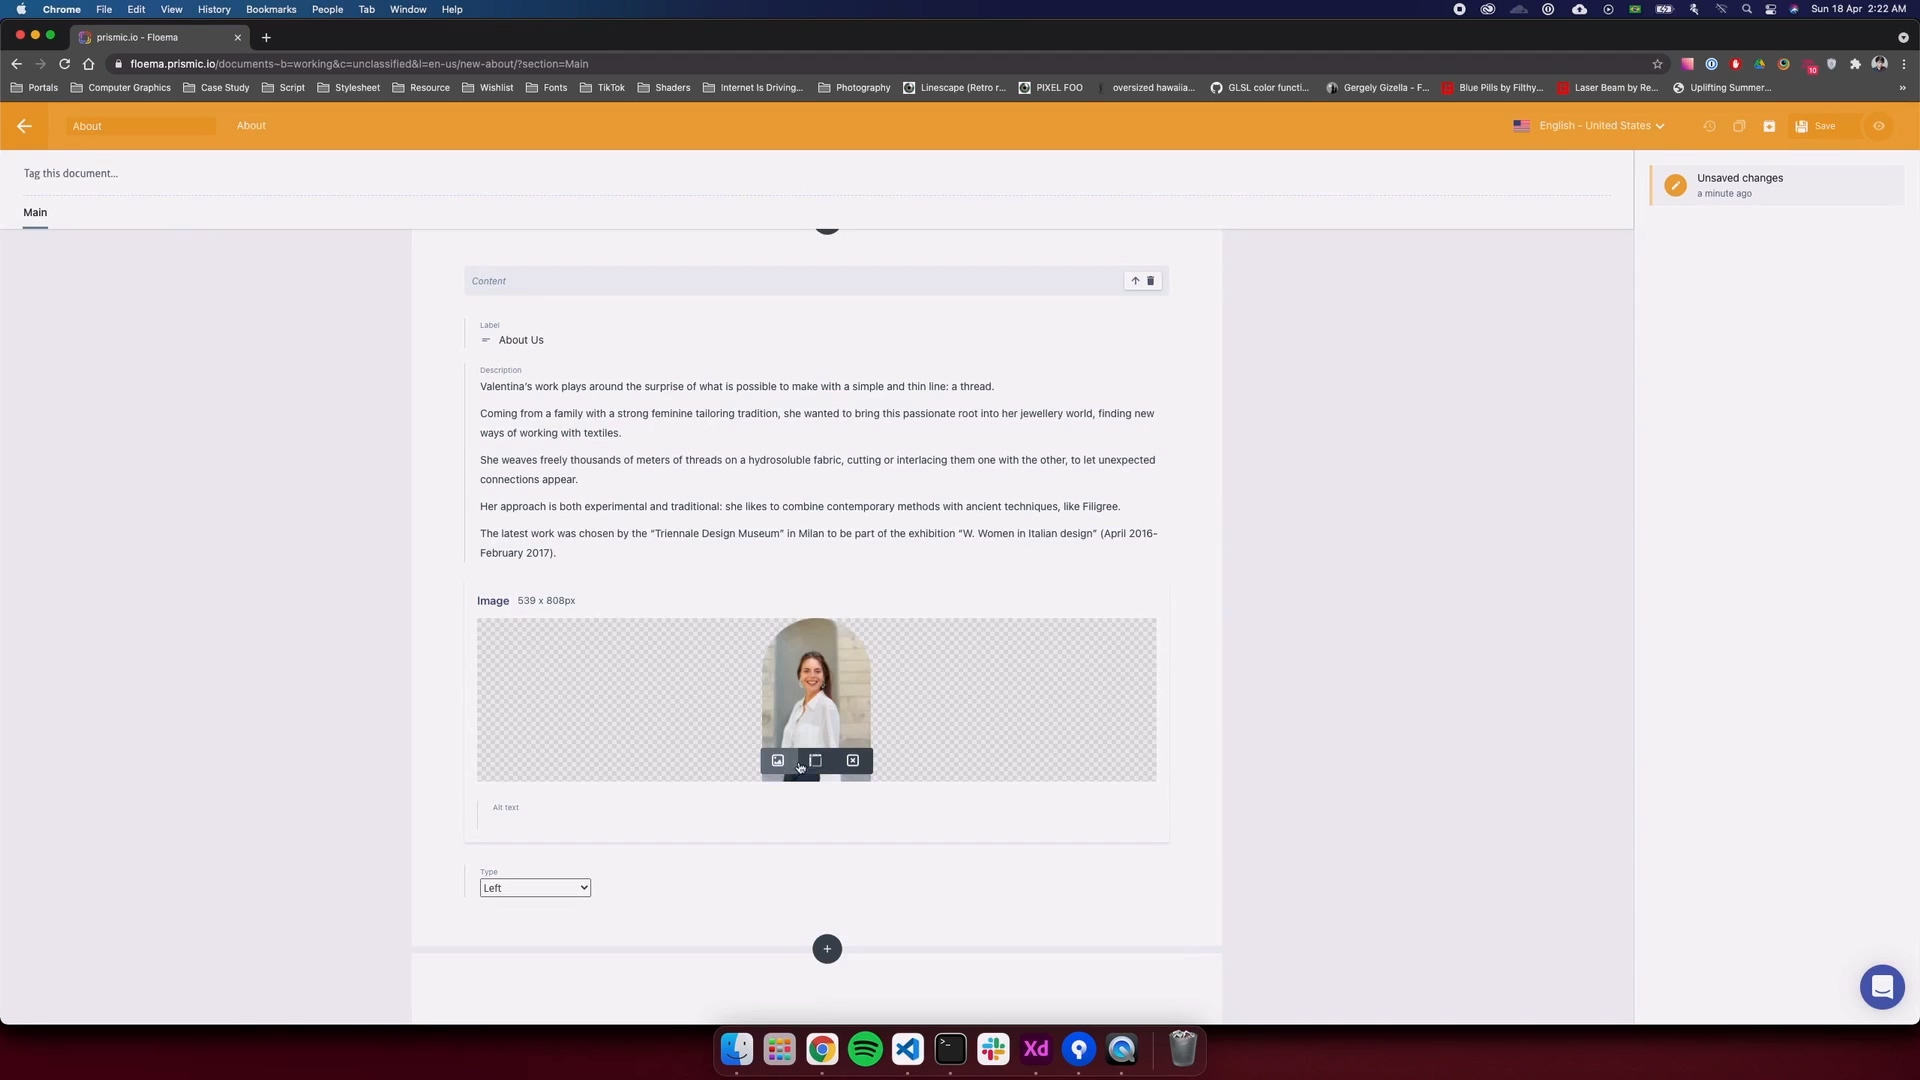 Chrome File Edit View History Bookmarks People Tab Window Help
Sun 18 Apr 2:22 AM
prismic.io - Floema
floema.prismic.io/documents~b=working&c=unclassified&l=en-us/new-about/?section=Main
10
Portals Computer Graphics Case Study Script Stylesheet Resource Wishlist Fonts TikTok Shaders Internet Is Driving... Photography Linescape (Retro r... PIXEL FOO oversized hawaiia... GLSL color functi... Gergely Gizella - F... Blue Pills by Filthy... Laser Beam by Re... Uplifting Summer... »
About About English - United States Save
Tag this document...
Unsaved changes
a minute ago
Main
Content
Label
About Us
Description
Valentina's work plays around the surprise of what is possible to make with a simple and thin line: a thread.
Coming from a family with a strong feminine tailoring tradition, she wanted to bring this passionate root into her jewellery world, finding new
ways of working with textiles.
She weaves freely thousands of meters of threads on a hydrosoluble fabric, cutting or interlacing them one with the other, to let unexpected
connections appear.
Her approach is both experimental and traditional: she likes to combine contemporary methods with ancient techniques, like Filigree.
The latest work was chosen by the “Triennale Design Museum” in Milan to be part of the exhibition “W. Women in Italian design” (April 2016-
February 2017).
Image 539 x 808px
Alt text
Type
Left
Xd